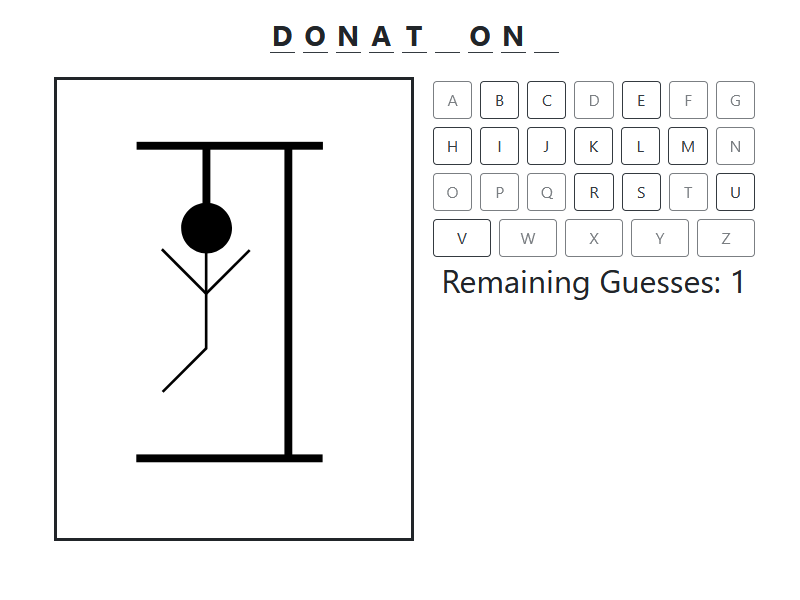 D O N A T _ O N _
A B C D E F G
H I J K L M N
O P Q R S T U
V W X Y Z
Remaining Guesses: 1